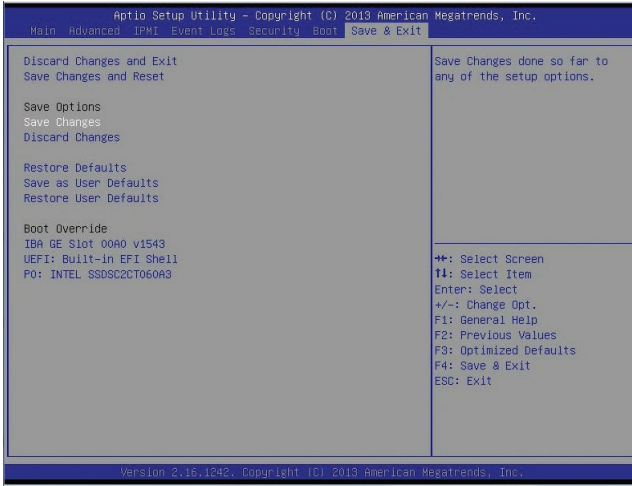 Aptio Setup Utility – Copyright (C) 2013 American Megatrends, Inc.
Main Advanced IPMI Event Logs Security Boot Save & Exit
Discard Changes and Exit
Save Changes and Reset
Save Options
Save Changes
Discard Changes
Restore Defaults
Save as User Defaults
Restore User Defaults
Boot Override
IBA GE Slot 00A0 v1543
UEFI: Built-in EFI Shell
P0: INTEL SSDSC2CT060A3
Save Changes done so far to
any of the setup options.
→←: Select Screen
↑↓: Select Item
Enter: Select
+/-: Change Opt.
F1: General Help
F2: Previous Values
F3: Optimized Defaults
F4: Save & Exit
ESC: Exit
Version 2.16.1242. Copyright (C) 2013 American Megatrends, Inc.